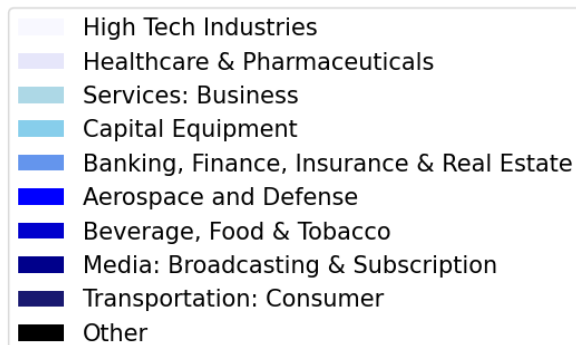 High Tech Industries
Healthcare & Pharmaceuticals
Services: Business
Capital Equipment
Banking, Finance, Insurance & Real Estate
Aerospace and Defense
Beverage, Food & Tobacco
Media: Broadcasting & Subscription
Transportation: Consumer
Other